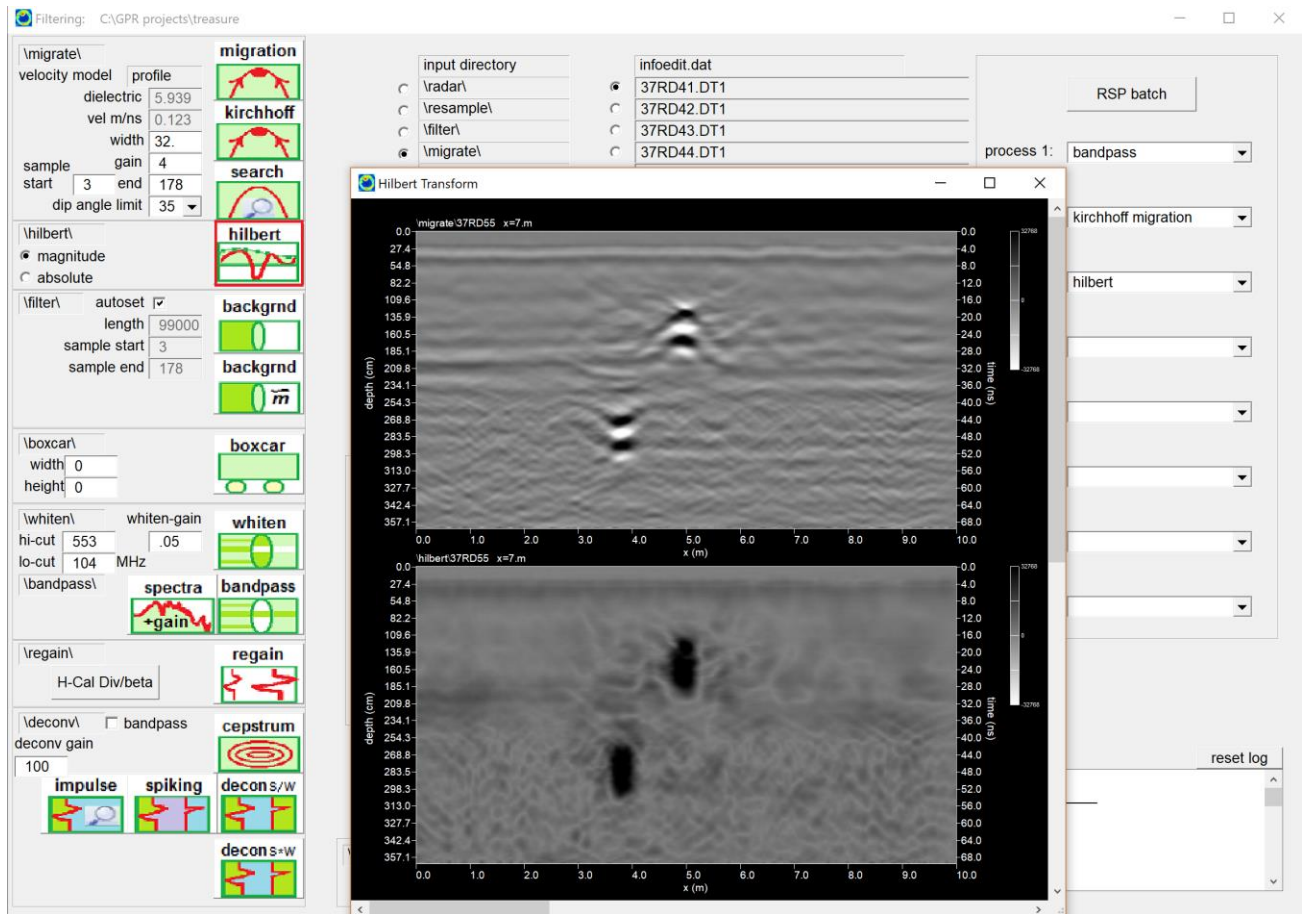 Filtering: C:\GPR projects\treasure
\migrate\
migration
velocity model profile
dielectric 5.939
vel m/ns 0.123
kirchhoff
width 32.
sample gain 4
start 3 end 178
search
dip angle limit 35
\hilbert\
hilbert
magnitude
absolute
\filter\ autoset
backgrnd
length 99000
sample start 3
sample end 178
backgrnd
m
\boxcar\
boxcar
width 0
height 0
\whiten\ whiten-gain
whiten
hi-cut 553 .05
lo-cut 104 MHz
\bandpass\
spectra
+gain
bandpass
\regain\
regain
H-Cal Div/beta
\deconv\ bandpass
cepstrum
deconv gain
100
impulse spiking decon s/w
decon s*w
input directory
\radar\
\resample\
\filter\
\migrate\
infoedit.dat
37RD41.DT1
37RD42.DT1
37RD43.DT1
37RD44.DT1
RSP batch
process 1: bandpass
kirchhoff migration
hilbert
reset log
Hilbert Transform
\migrate\37RD55 x=7.m
0.0 0.0
27.4 4.0
54.8 8.0
82.2 12.0
109.6 16.0
135.9 20.0
160.5 24.0
185.1 28.0
209.8 32.0
234.1 36.0
254.3 40.0
268.8 44.0
283.5 48.0
298.3 52.0
313.0 56.0
327.7 60.0
342.4 64.0
357.1 68.0
depth (cm)
time (ns)
32768
0
-32768
0.0 1.0 2.0 3.0 4.0 5.0 6.0 7.0 8.0 9.0 10.0
x (m)
\hilbert\37RD55 x=7.m
0.0 0.0
27.4 4.0
54.8 8.0
82.2 12.0
109.6 16.0
135.9 20.0
160.5 24.0
185.1 28.0
209.8 32.0
234.1 36.0
254.3 40.0
268.8 44.0
283.5 48.0
298.3 52.0
313.0 56.0
327.7 60.0
342.4 64.0
357.1 68.0
depth (cm)
time (ns)
32768
0
-32768
0.0 1.0 2.0 3.0 4.0 5.0 6.0 7.0 8.0 9.0 10.0
x (m)